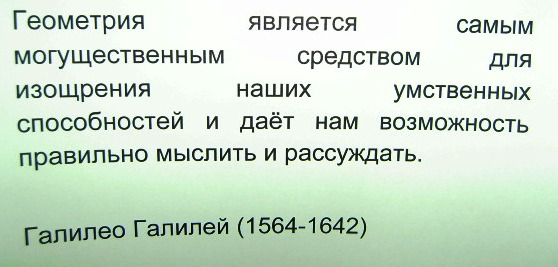 Геометрия является самым
могущественным средством для
изощрения наших умственных
способностей и даёт нам возможность
правильно мыслить и рассуждать.
Галилео Галилей (1564-1642)